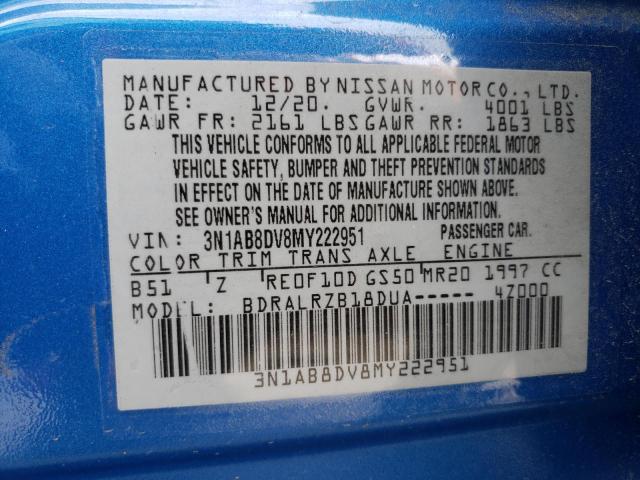 MANUFACTURED BY NISSAN MOTOR CO., LTD.
DATE: 12/20. GVWR. 4001 LBS
GAWR FR: 2161 LBS GAWR RR: 1863 LBS
THIS VEHICLE CONFORMS TO ALL APPLICABLE FEDERAL MOTOR
VEHICLE SAFETY, BUMPER AND THEFT PREVENTION STANDARDS
IN EFFECT ON THE DATE OF MANUFACTURE SHOWN ABOVE.
SEE OWNER'S MANUAL FOR ADDITIONAL INFORMATION.
VIN: 3N1AB8DV8MY222951 PASSENGER CAR.
COLOR TRIM TRANS AXLE ENGINE
B51 Z RE0F10D GS50 MR20 1997 CC
MODEL: BDRALRZB18DUA----- 4Z000
3N1AB8DV8MY222951